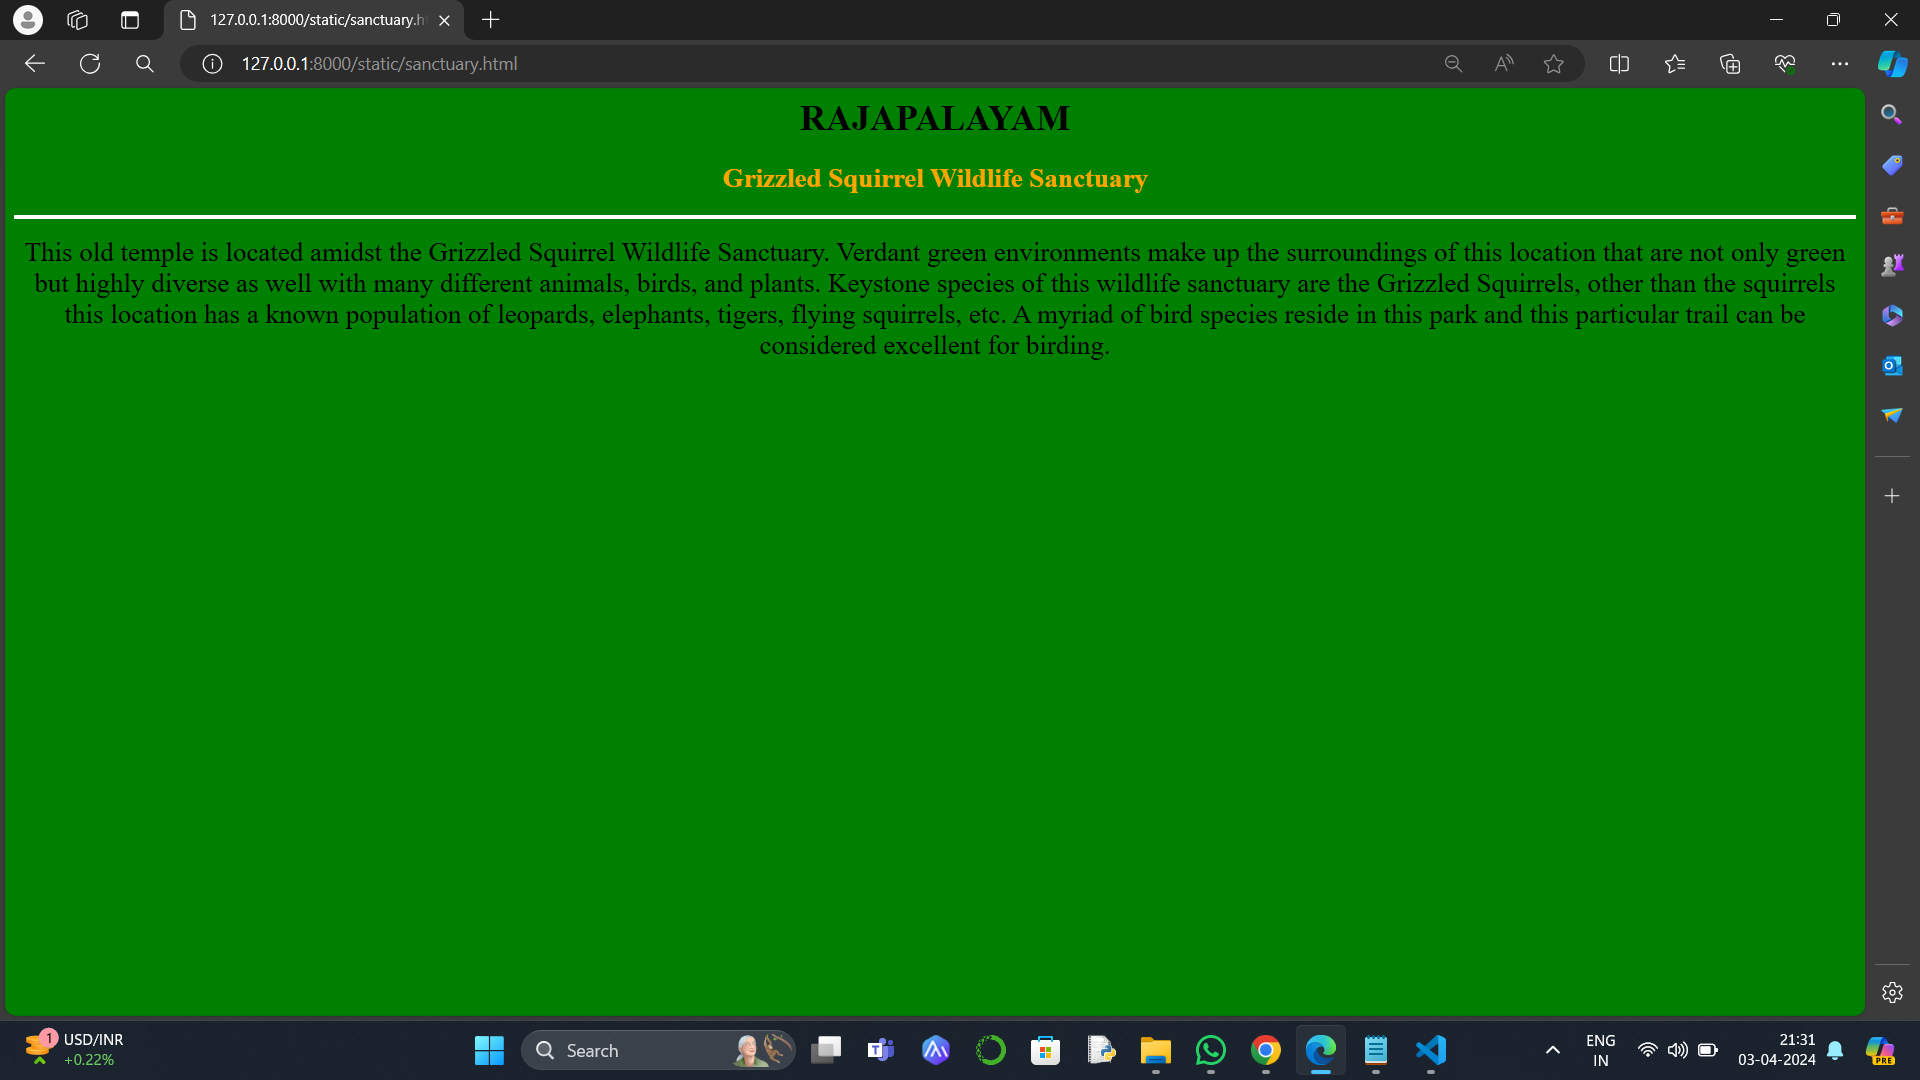 127.0.0.1:8000/static/sanctuary.h
127.0.0.1:8000/static/sanctuary.html
RAJAPALAYAM
Grizzled Squirrel Wildlife Sanctuary
This old temple is located amidst the Grizzled Squirrel Wildlife Sanctuary. Verdant green environments make up the surroundings of this location that are not only green
but highly diverse as well with many different animals, birds, and plants. Keystone species of this wildlife sanctuary are the Grizzled Squirrels, other than the squirrels
this location has a known population of leopards, elephants, tigers, flying squirrels, etc. A myriad of bird species reside in this park and this particular trail can be
considered excellent for birding.
1
USD/INR
+0.22%
Search
ENG
IN
21:31
03-04-2024
PRE